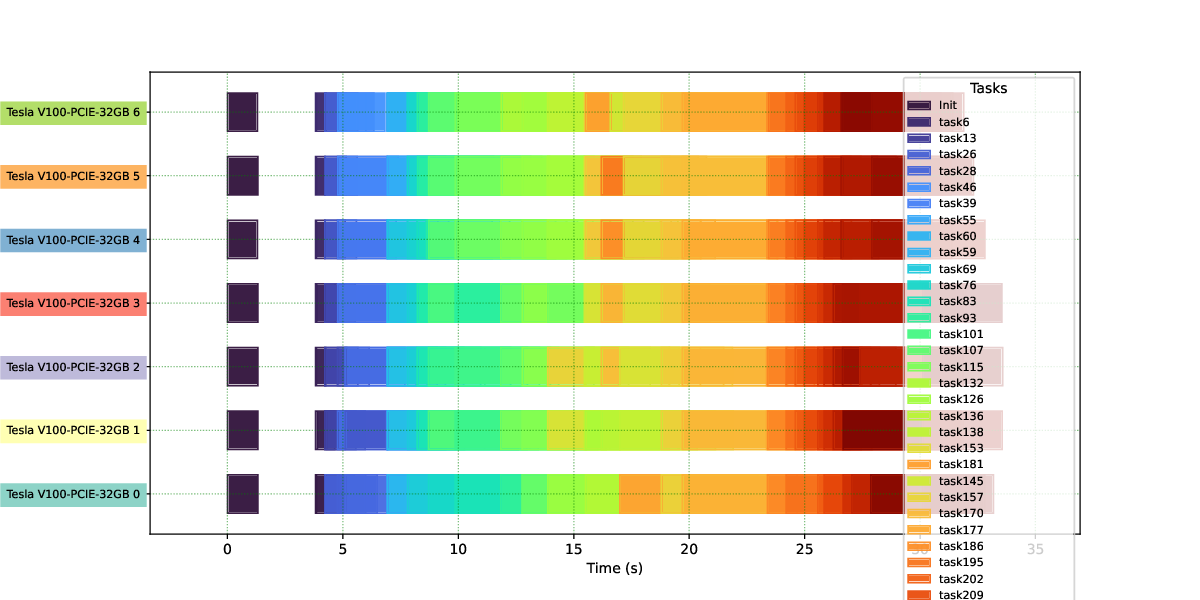 Tesla V100-PCIE-32GB 6
Tesla V100-PCIE-32GB 5
Tesla V100-PCIE-32GB 4
Tesla V100-PCIE-32GB 3
Tesla V100-PCIE-32GB 2
Tesla V100-PCIE-32GB 1
Tesla V100-PCIE-32GB 0
0 5 10 15 20 25 30 35
Time (s)
Tasks
Init
task6
task13
task26
task28
task46
task39
task55
task60
task59
task69
task76
task83
task93
task101
task107
task115
task132
task126
task136
task138
task153
task181
task145
task157
task170
task177
task186
task195
task202
task209